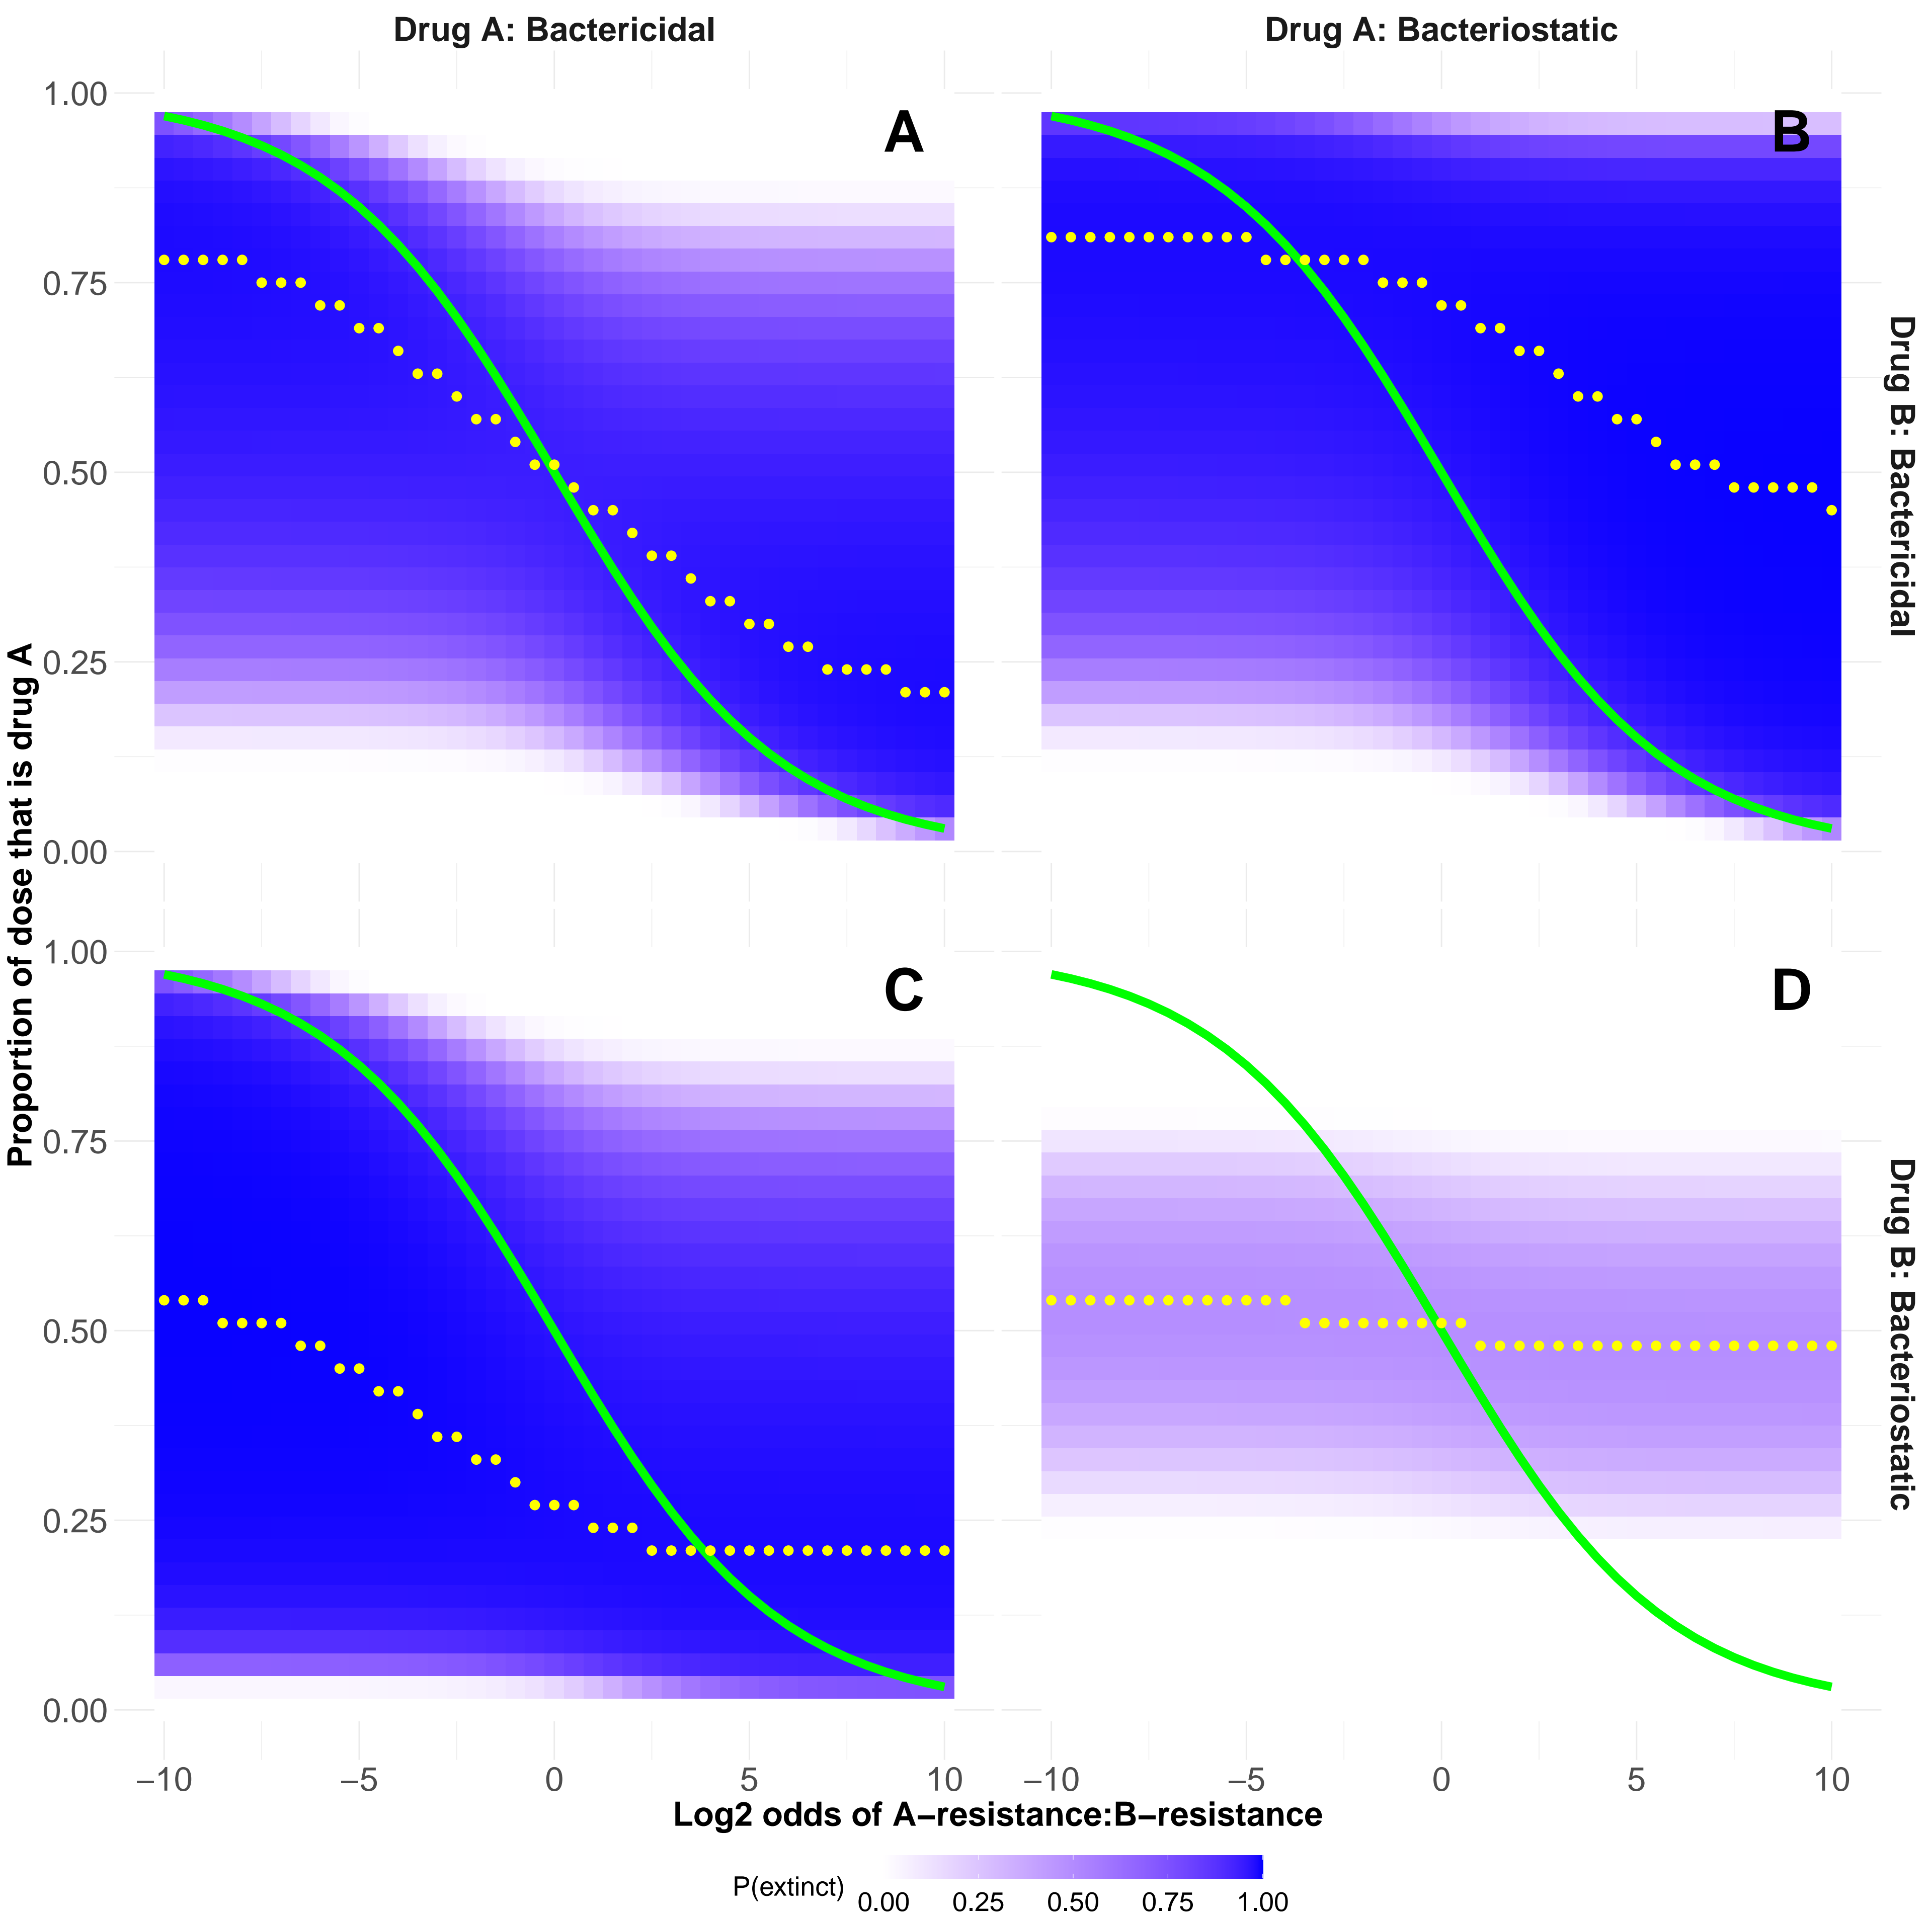 Drug A: Bactericidal
Drug A: Bacteriostatic
Proportion of dose that is drug A
1.00
0.75
0.50
0.25
0.00
A
B
Drug B: Bactericidal
1.00
0.75
0.50
0.25
0.00
C
D
Drug B: Bacteriostatic
−10 −5 0 5 10
−10 −5 0 5 10
Log2 odds of A−resistance:B−resistance
P(extinct)
0.00 0.25 0.50 0.75 1.00